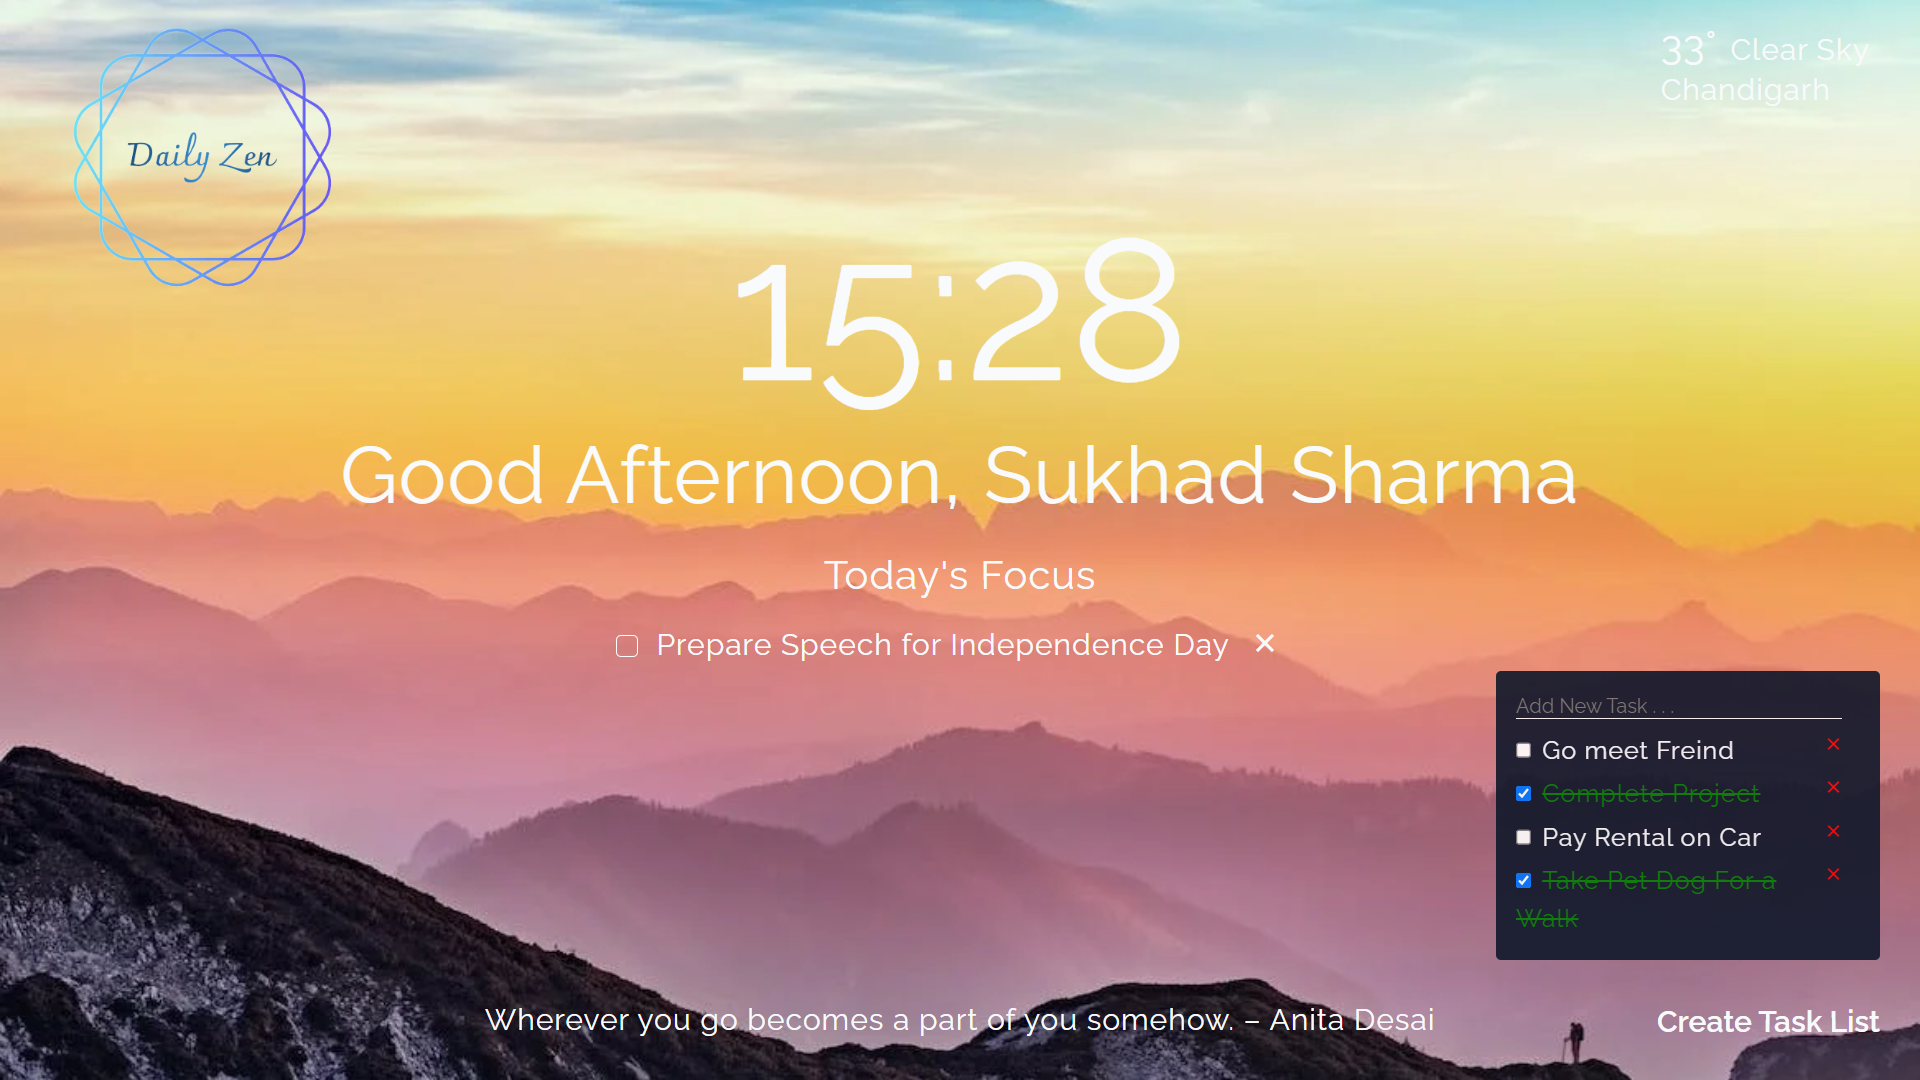 Daily Zen
33° Clear Sky
Chandigarh
15:28
Good Afternoon, Sukhad Sharma
Today's Focus
Prepare Speech for Independence Day ✕
Add New Task . . .
Go meet Freind ✕
Complete Project ✕
Pay Rental on Car ✕
Take Pet Dog For a ✕
Walk
Wherever you go becomes a part of you somehow. – Anita Desai
Create Task List